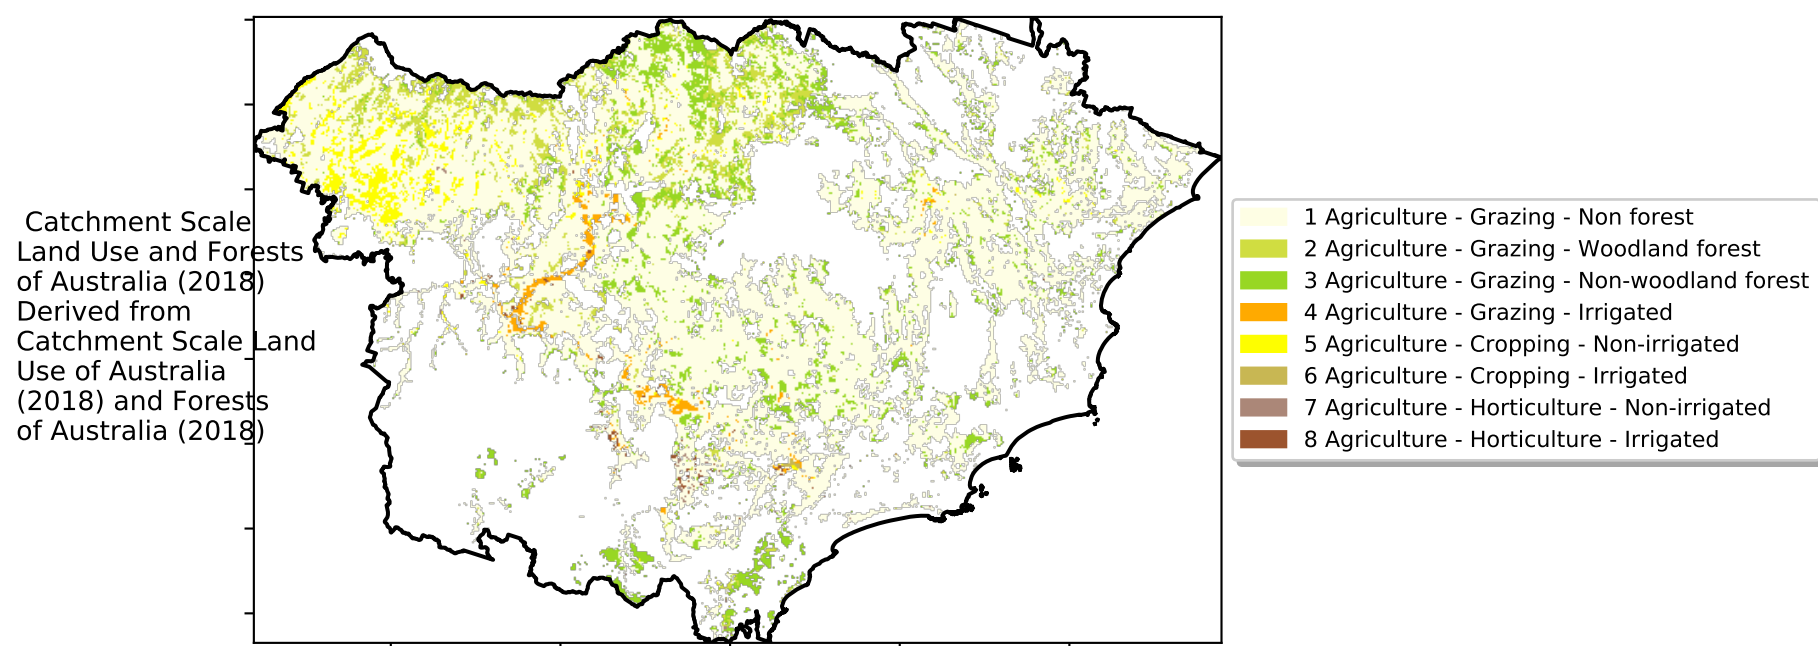 Catchment Scale
Land Use and Forests
of Australia (2018)
Derived from
Catchment Scale Land
Use of Australia
(2018) and Forests
of Australia (2018)
1 Agriculture - Grazing - Non forest
2 Agriculture - Grazing - Woodland forest
3 Agriculture - Grazing - Non-woodland forest
4 Agriculture - Grazing - Irrigated
5 Agriculture - Cropping - Non-irrigated
6 Agriculture - Cropping - Irrigated
7 Agriculture - Horticulture - Non-irrigated
8 Agriculture - Horticulture - Irrigated